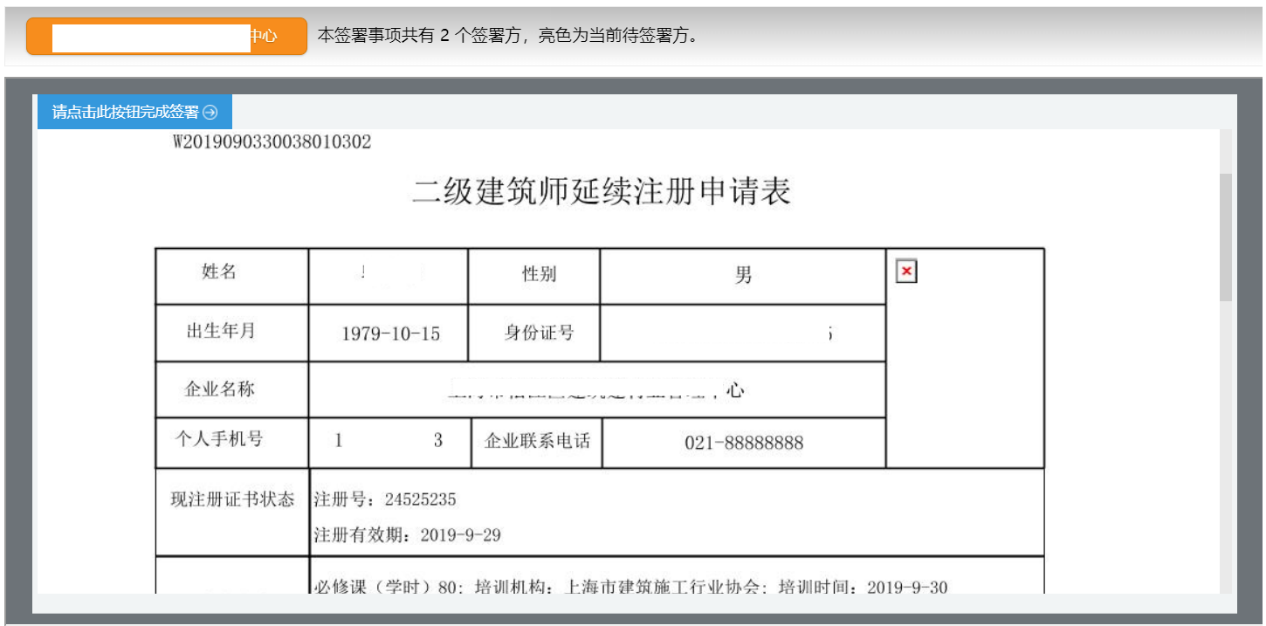 中心 本签署事项共有 2 个签署方，亮色为当前待签署方。
请点击此按钮完成签署
W2019090330038010302
二级建筑师延续注册申请表
姓名 性别 男
出生年月 1979-10-15 身份证号
企业名称 心
个人手机号 1 3 企业联系电话 021-88888888
现注册证书状态 注册号：24525235
注册有效期：2019-9-29
必修课（学时）80；培训机构：上海市建筑施工行业协会；培训时间：2019-9-30